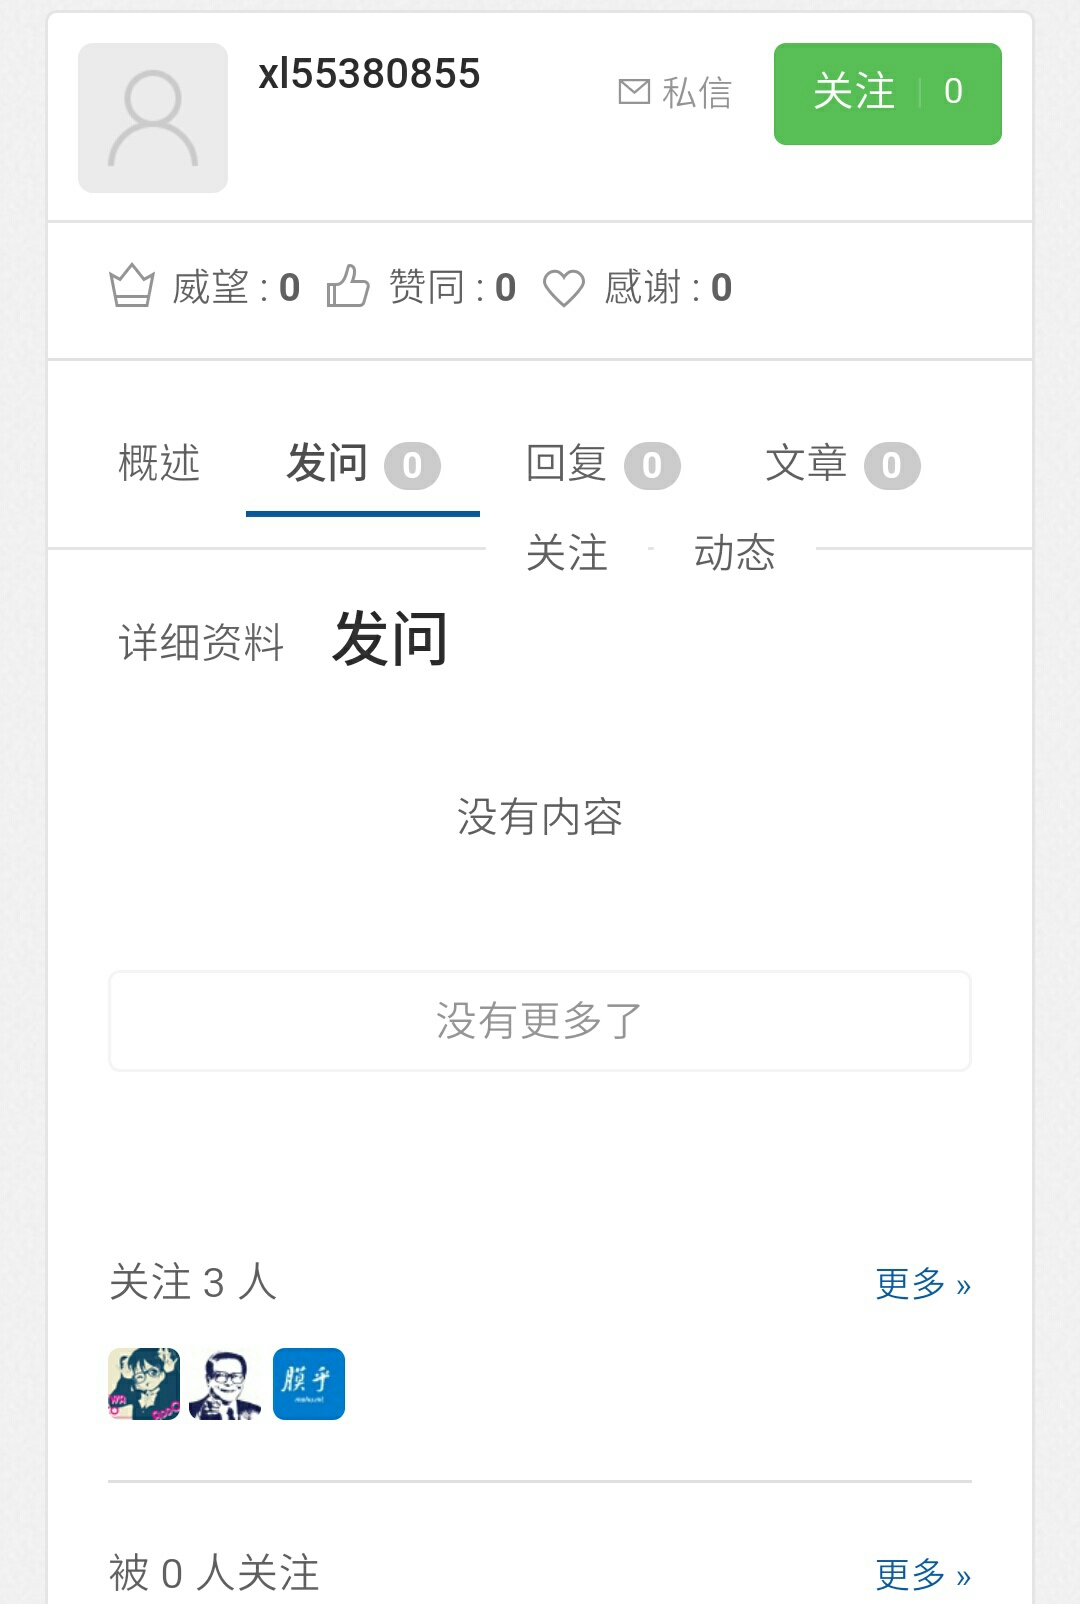 xl55380855
私信
关注 | 0
威望 : 0 赞同 : 0 感谢 : 0
概述 发问 0 回复 0 文章 0
关注 动态
详细资料 发问
没有内容
没有更多了
关注 3 人 更多 »
膜乎
被 0 人关注 更多 »